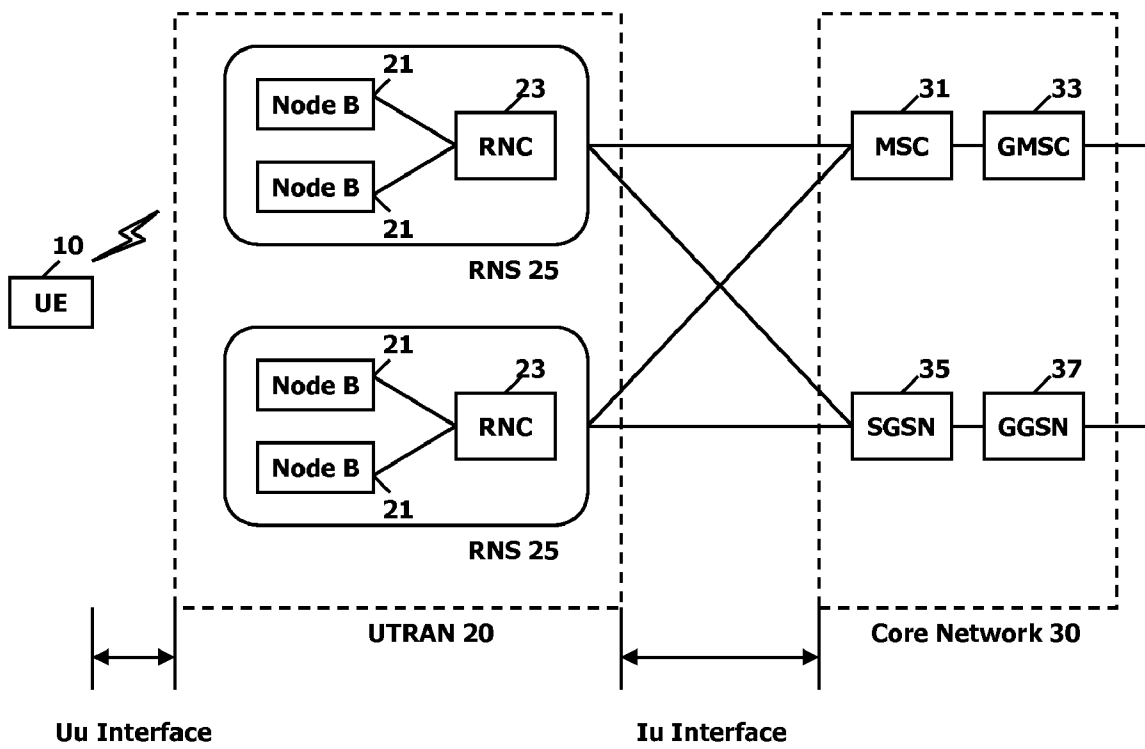 21
Node B
23
RNC
Node B
21
RNS 25
31
MSC
33
GMSC
10
UE
21
Node B
23
RNC
Node B
21
RNS 25
35
SGSN
37
GGSN
UTRAN 20
Core Network 30
Uu Interface
Iu Interface